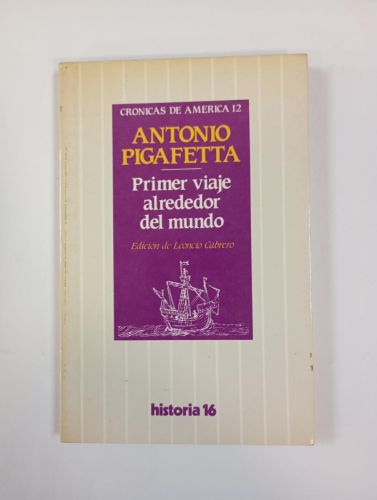 CRONICAS DE AMERICA 12
ANTONIO
PIGAFETTA
Primer viaje
alrededor
del mundo
Edición de Leoncio Cabrero
historia 16